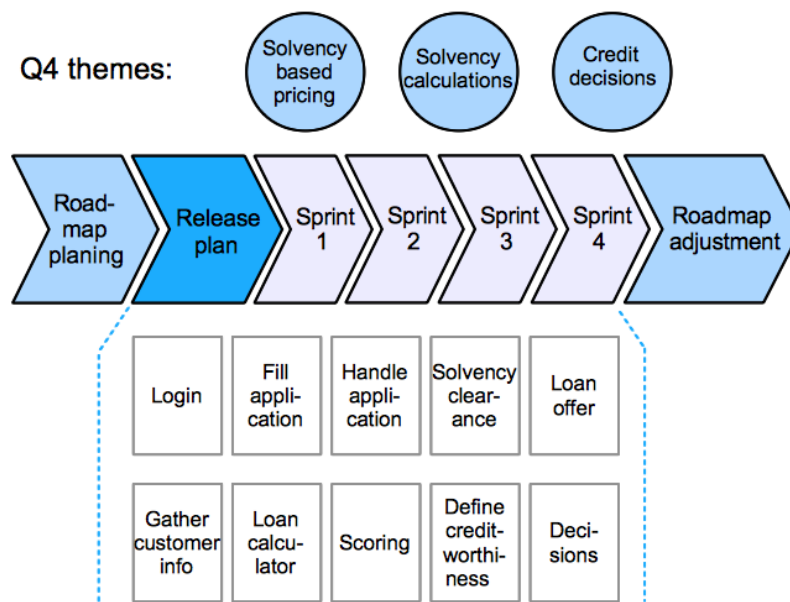 Q4 themes:
Solvency
based
pricing
Solvency
calculations
Credit
decisions
Road-
map
planing
Release
plan
Sprint
1
Sprint
2
Sprint
3
Sprint
4
Roadmap
adjustment
Login
Fill
appli-
cation
Handle
appli-
cation
Solvency
clear-
ance
Loan
offer
Gather
customer
info
Loan
calcu-
lator
Scoring
Define
credit-
worthi-
ness
Deci-
sions